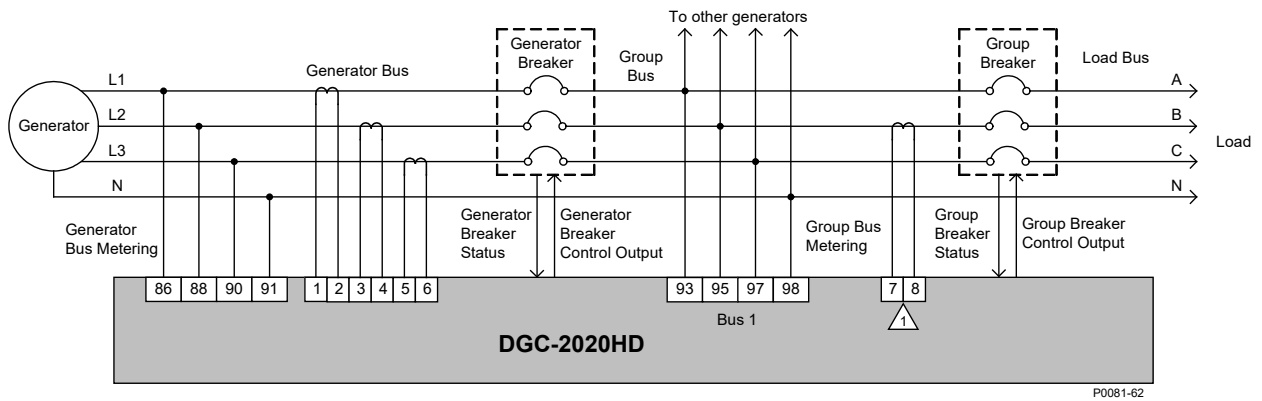 To other generators
Generator
Breaker
Group
Bus
Group
Breaker
Load Bus
Generator Bus
L1
A
L2
B
Generator
Load
L3
C
N
N
Generator
Bus Metering
Generator
Breaker
Status
Generator
Breaker
Control Output
Group Bus
Metering
Group
Breaker
Status
Group Breaker
Control Output
86 88 90 91 1 2 3 4 5 6 93 95 97 98 7 8
Bus 1
1
DGC-2020HD
P0081-62